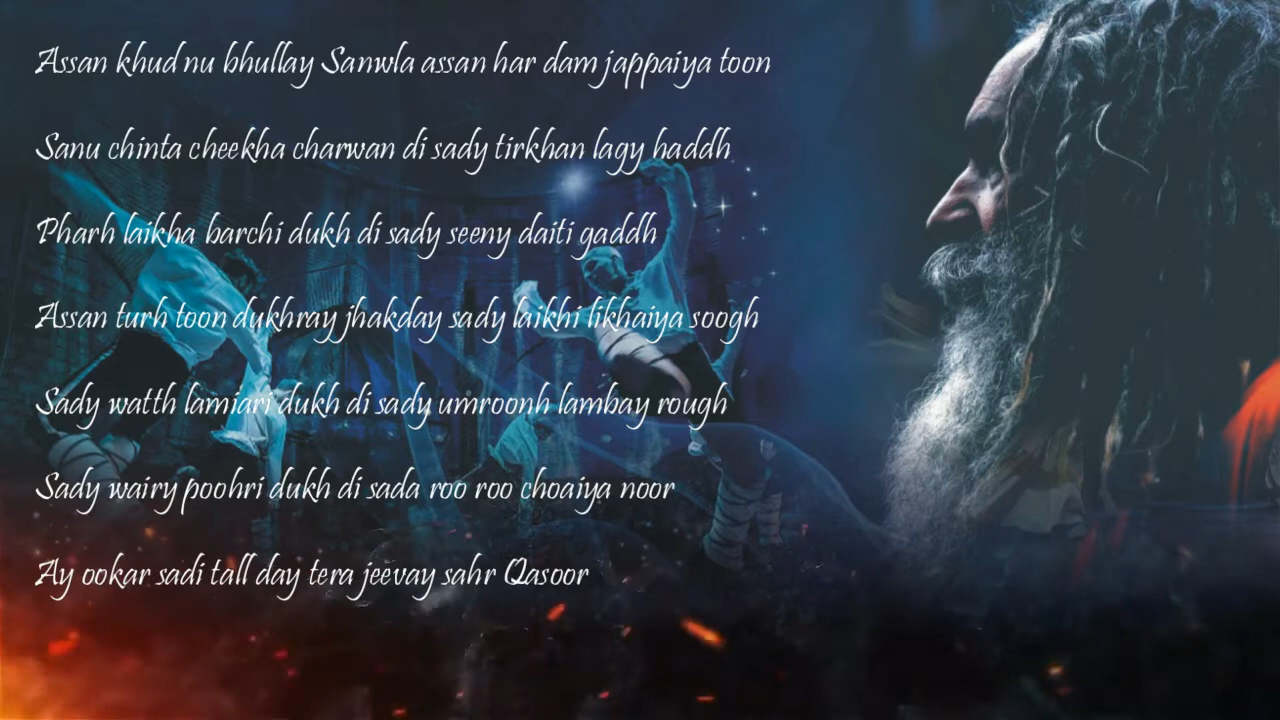 Assan khud nu bhullay Sanwla assan har dam jappaiya toon
Sanu chinta cheekha charwan di sady tirkhan lagy haddh
Pharh laikha barchi dukh di sady seeny daiti gaddh
Assan turh toon dukhray jhakday sady laikhi likhaiya soogh
Sady watth lamiari dukh di sady umroonh lambay rough
Sady wairy poohri dukh di sada roo roo choaiya noor
Ay ookar sadi tall day tera jeevay sahr Qasoor